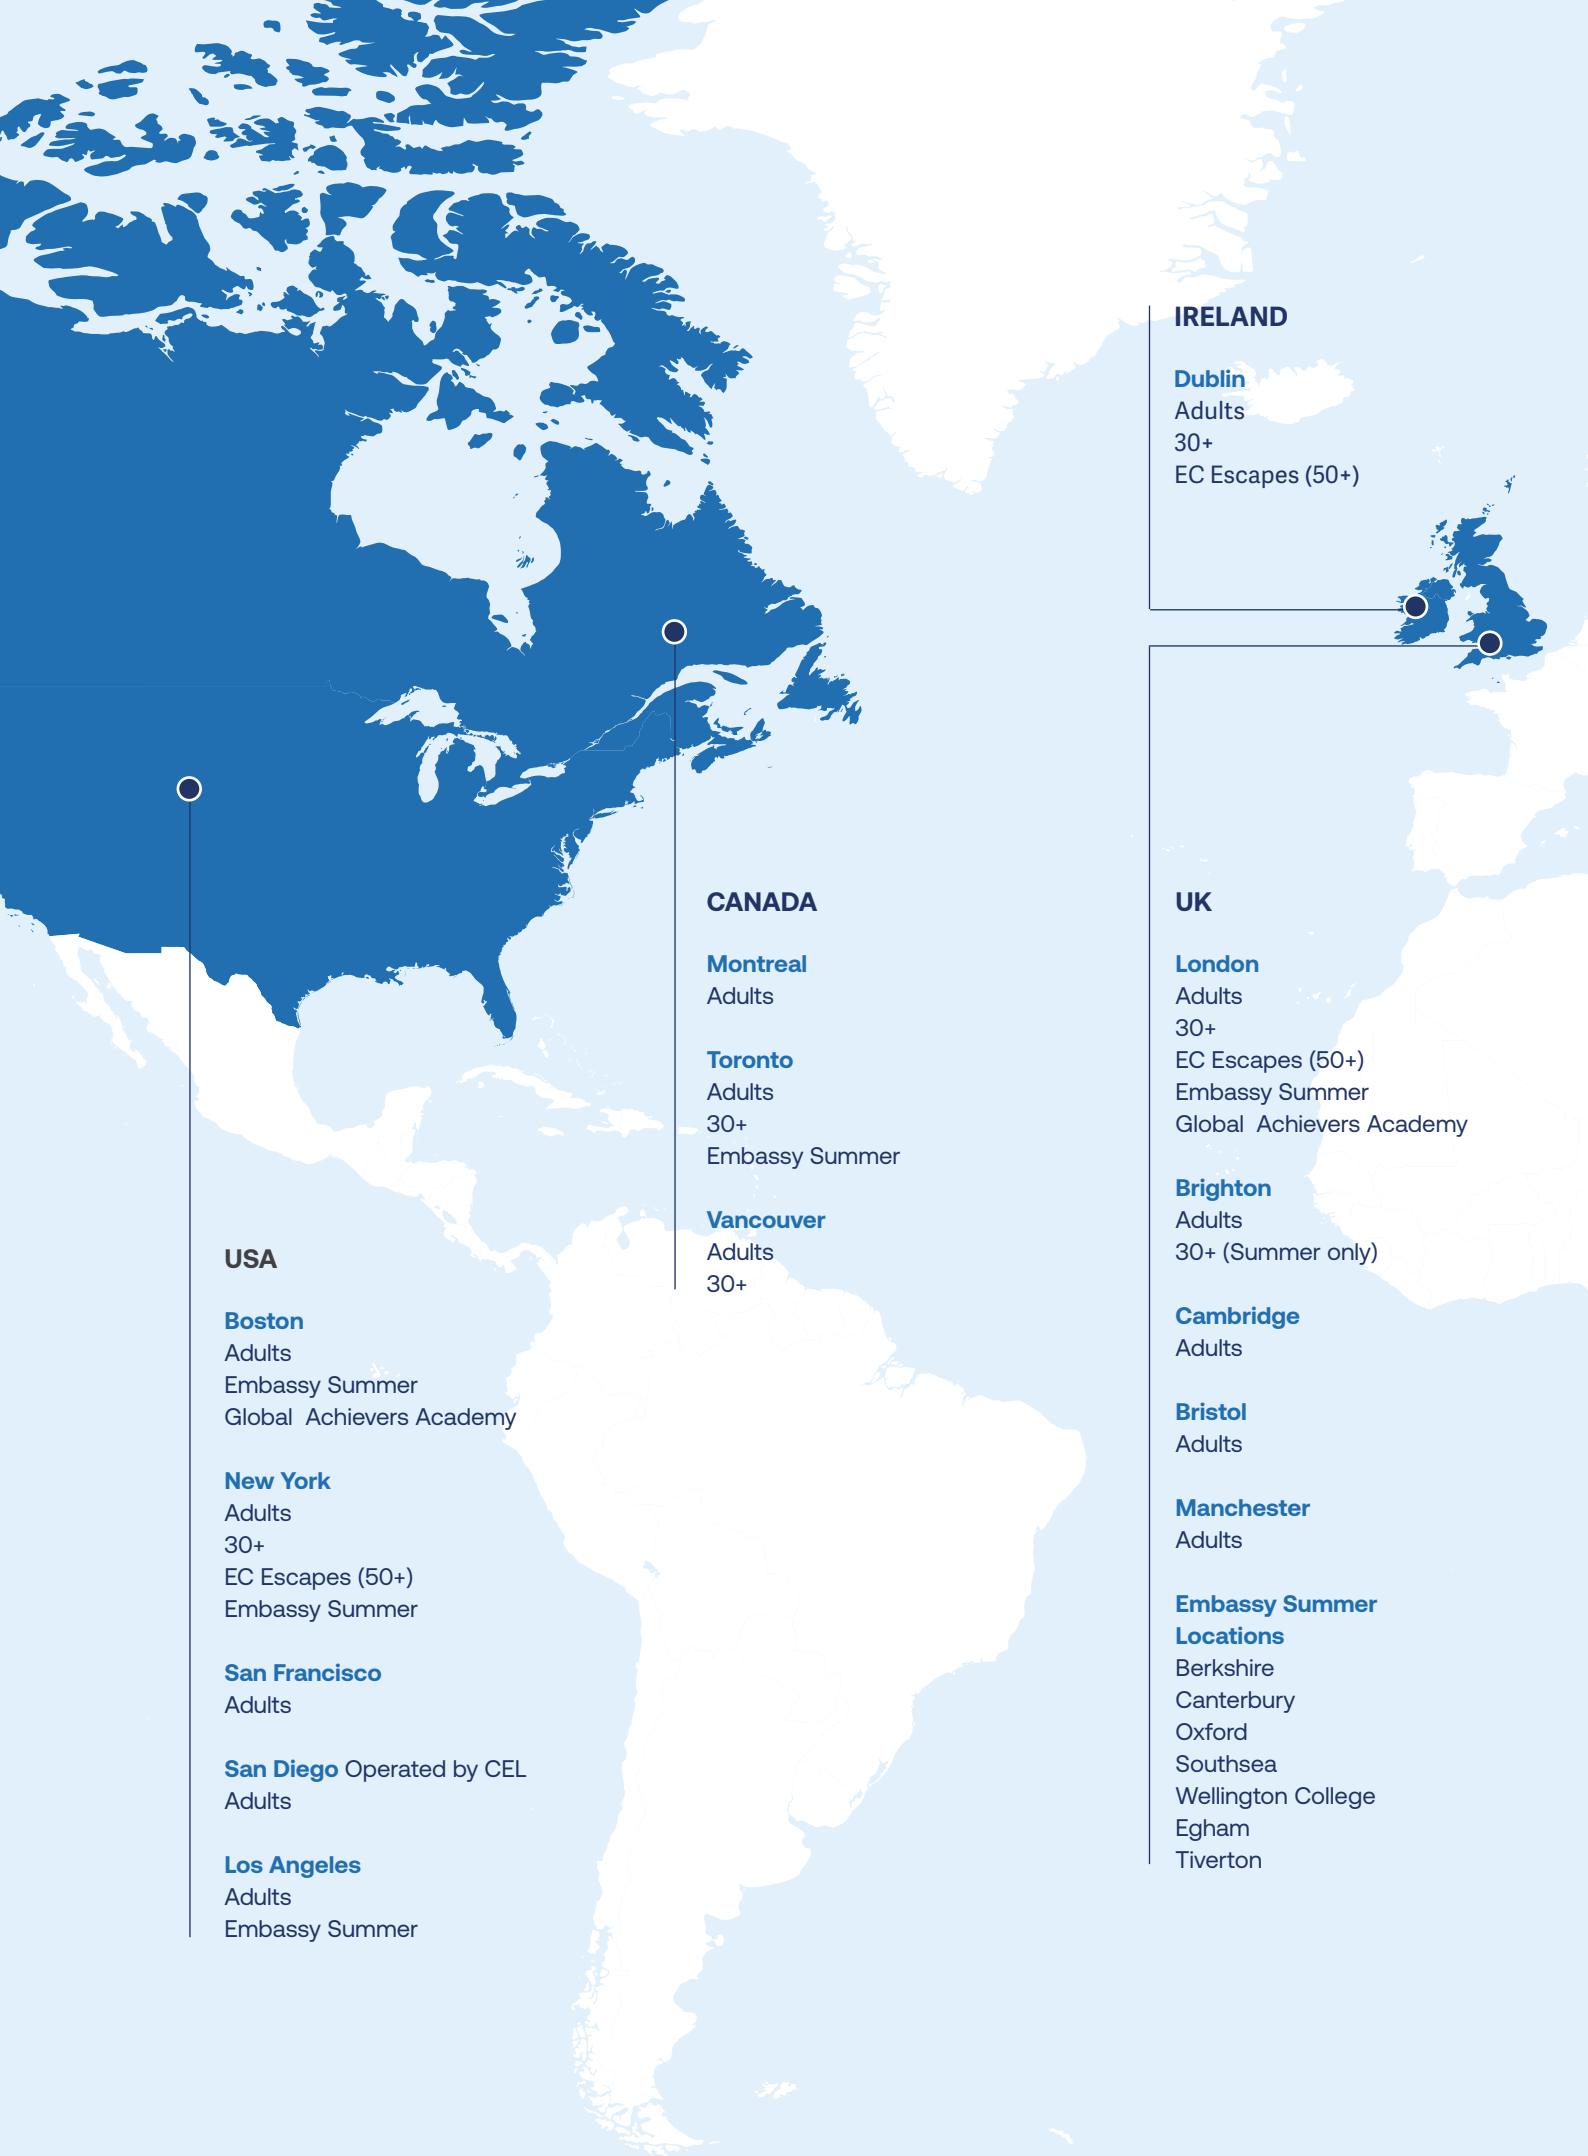 IRELAND
Dublin
Adults
30+
EC Escapes (50+)
CANADA
Montreal
Adults
Toronto
Adults
30+
Embassy Summer
Vancouver
Adults
30+
UK
London
Adults
30+
EC Escapes (50+)
Embassy Summer
Global  Achievers Academy
Brighton
Adults
30+ (Summer only)
Cambridge
Adults
Bristol
Adults
Manchester
Adults
Embassy Summer
Locations
Berkshire
Canterbury
Oxford
Southsea
Wellington College
Egham
Tiverton
USA
Boston
Adults
Embassy Summer
Global  Achievers Academy
New York
Adults
30+
EC Escapes (50+)
Embassy Summer
San Francisco
Adults
San Diego Operated by CEL
Adults
Los Angeles
Adults
Embassy Summer